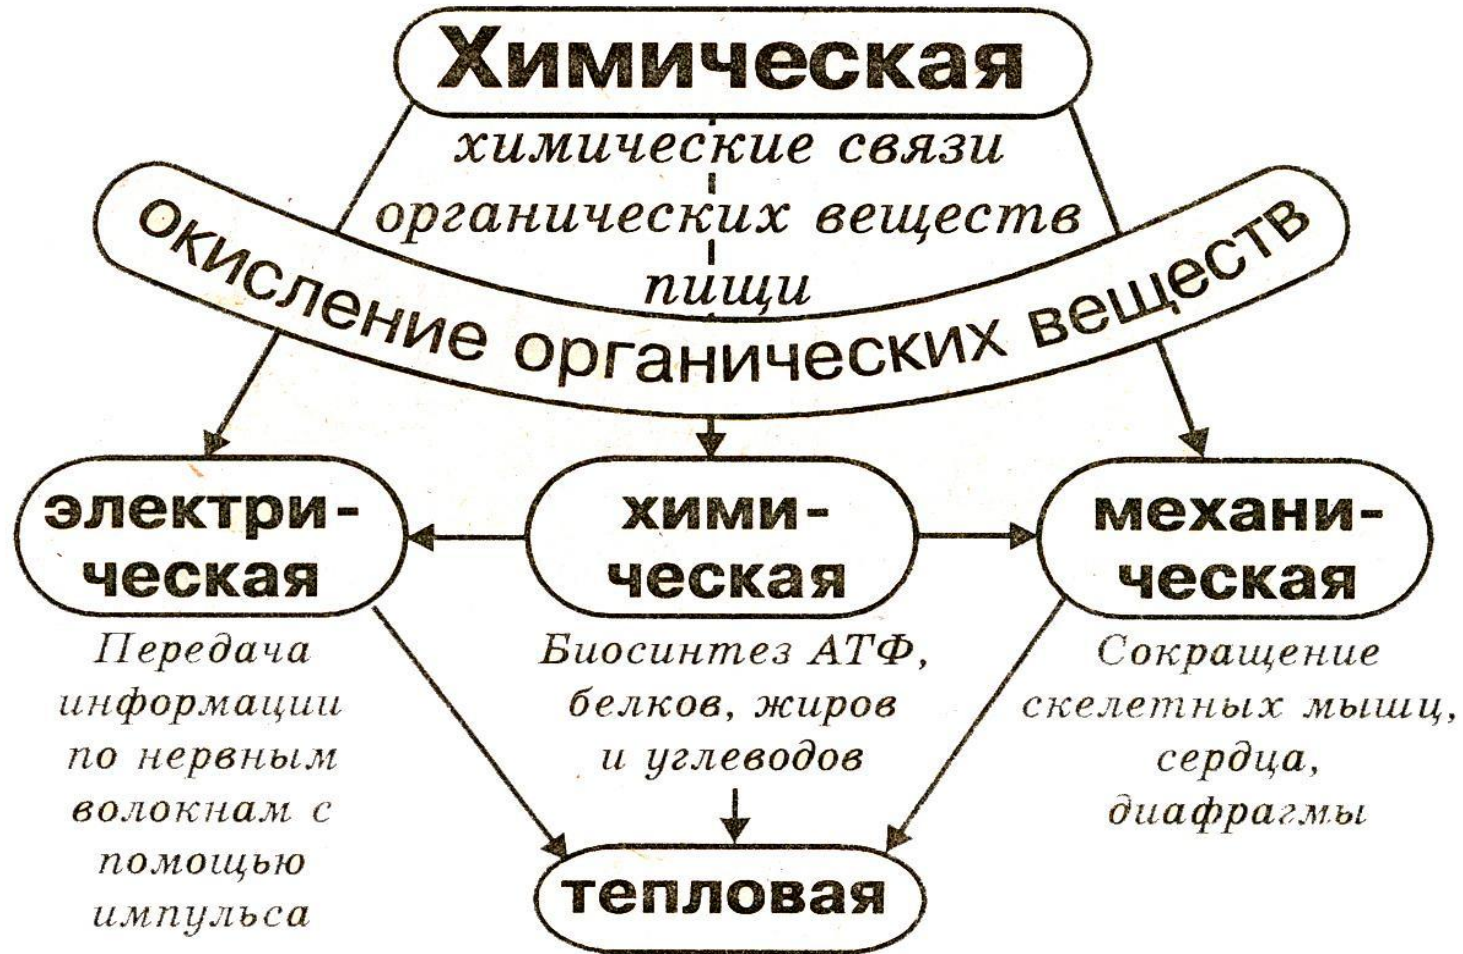 Химическая
химические связи
органических веществ
пищи
окисление органических веществ
электри-
ческая
хими-
ческая
механи-
ческая
Передача
информации
по нервным
волокнам с
помощью
импульса
Биосинтез АТФ,
белков, жиров
и углеводов
Сокращение
скелетных мышц,
сердца,
диафрагмы
тепловая